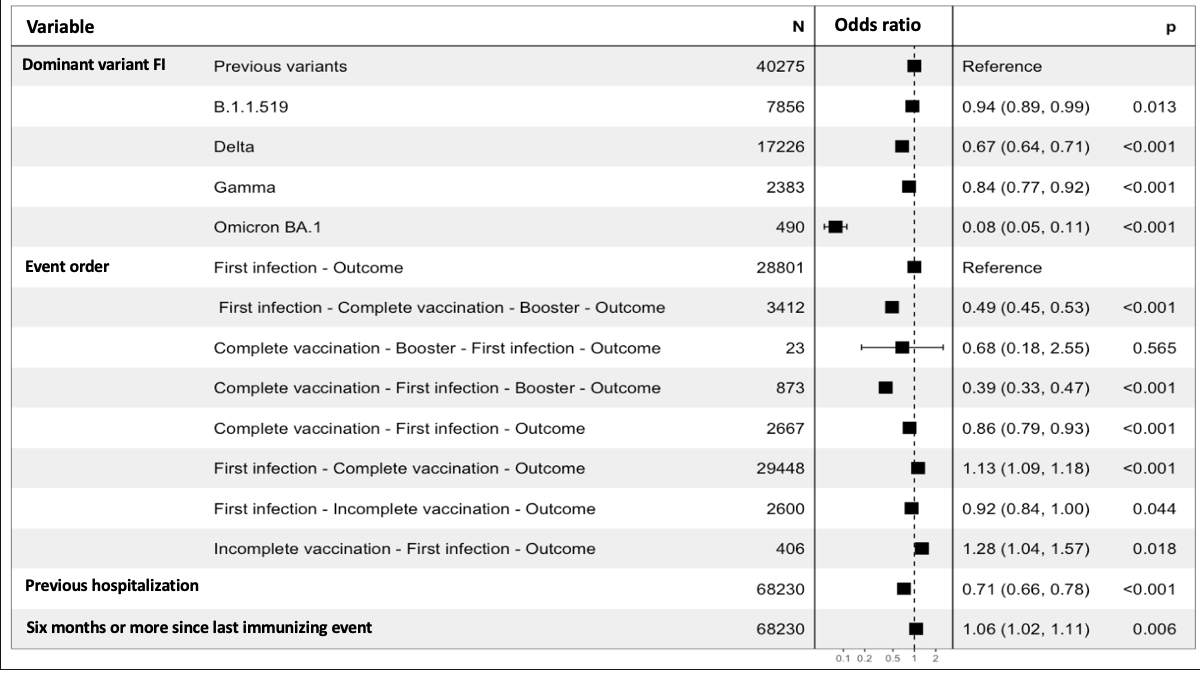 Variable N Odds ratio p
Dominant variant FI Previous variants 40275 Reference
B.1.1.519 7856 0.94 (0.89, 0.99) 0.013
Delta 17226 0.67 (0.64, 0.71) <0.001
Gamma 2383 0.84 (0.77, 0.92) <0.001
Omicron BA.1 490 0.08 (0.05, 0.11) <0.001
Event order First infection - Outcome 28801 Reference
First infection - Complete vaccination - Booster - Outcome 3412 0.49 (0.45, 0.53) <0.001
Complete vaccination - Booster - First infection - Outcome 23 0.68 (0.18, 2.55) 0.565
Complete vaccination - First infection - Booster - Outcome 873 0.39 (0.33, 0.47) <0.001
Complete vaccination - First infection - Outcome 2667 0.86 (0.79, 0.93) <0.001
First infection - Complete vaccination - Outcome 29448 1.13 (1.09, 1.18) <0.001
First infection - Incomplete vaccination - Outcome 2600 0.92 (0.84, 1.00) 0.044
Incomplete vaccination - First infection - Outcome 406 1.28 (1.04, 1.57) 0.018
Previous hospitalization 68230 0.71 (0.66, 0.78) <0.001
Six months or more since last immunizing event 68230 1.06 (1.02, 1.11) 0.006
0.1 0.2 0.5 1 2